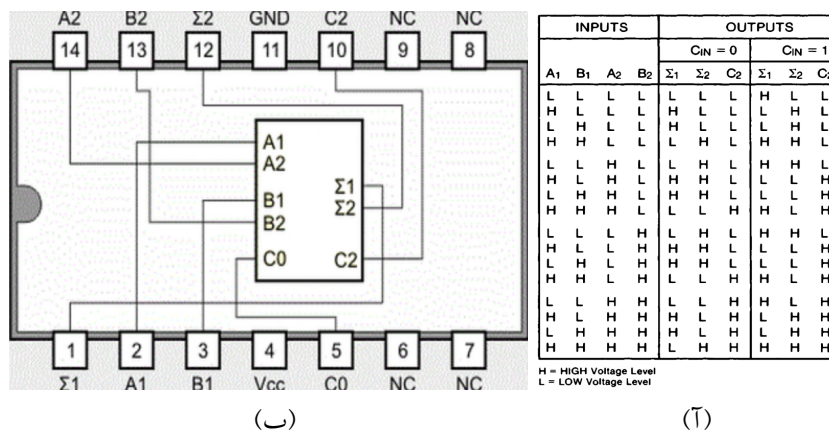 A2 B2 Σ2 GND C2 NC NC
14 13 12 11 10 9 8
A1
A2
B1
B2
C0
Σ1
Σ2
C2
1 2 3 4 5 6 7
Σ1 A1 B1 Vcc C0 NC NC
(ب)
INPUTS OUTPUTS
CIN = 0 CIN = 1
A1 B1 A2 B2 Σ1 Σ2 C2 Σ1 Σ2 C2
L L L L L L L H L L
H L L L H L L L H L
L H L L H L L L H L
H H L L L H L H H L
L L H L L H L H H L
H L H L H H L L L H
L H H L H H L L L H
H H H L L L H H L H
L L L H L H L H H L
H L L H H H L L L H
L H L H H H L L L H
H H L H L L H H L H
L L H H L L H H L H
H L H H H L H L H H
L H H H H L H L H H
H H H H L H H H H H
H = HIGH Voltage Level
L = LOW Voltage Level
(آ)